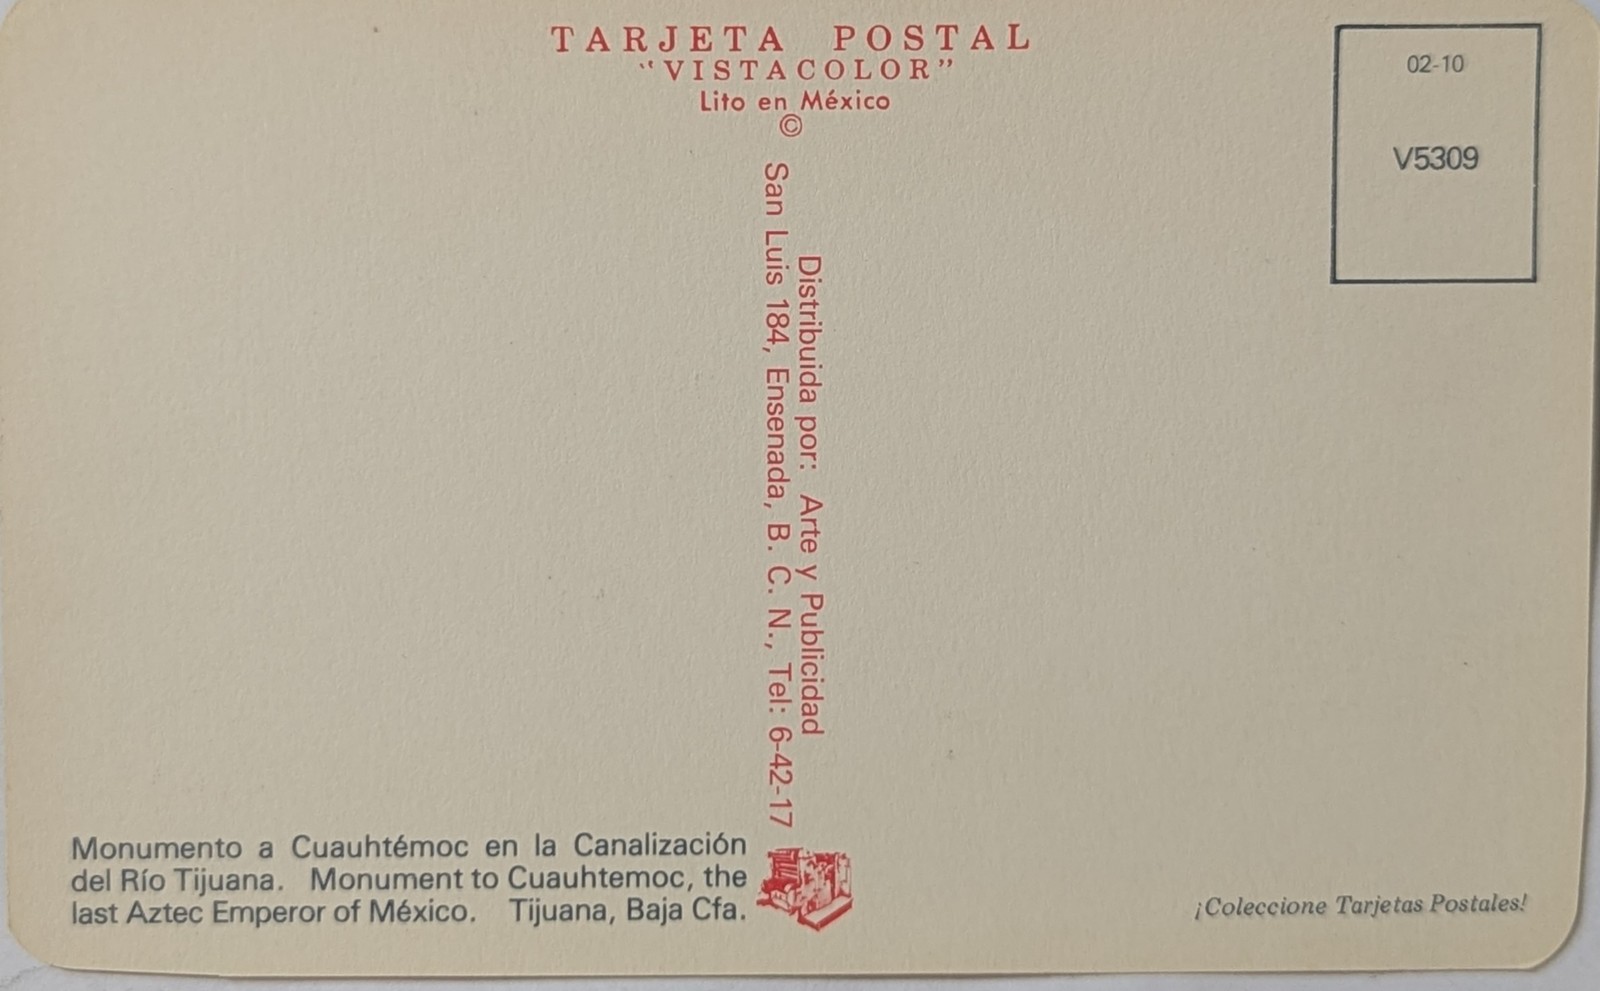 TARJETA POSTAL
"VISTACOLOR"
Lito en México
©
02-10
V5309
Distribuida por: Arte y Publicidad
San Luis 184, Ensenada, B. C. N., Tel: 6-42-17
Monumento a Cuauhtémoc en la Canalización
del Río Tijuana. Monument to Cuauhtemoc, the
last Aztec Emperor of México. Tijuana, Baja Cfa.
¡Coleccione Tarjetas Postales!